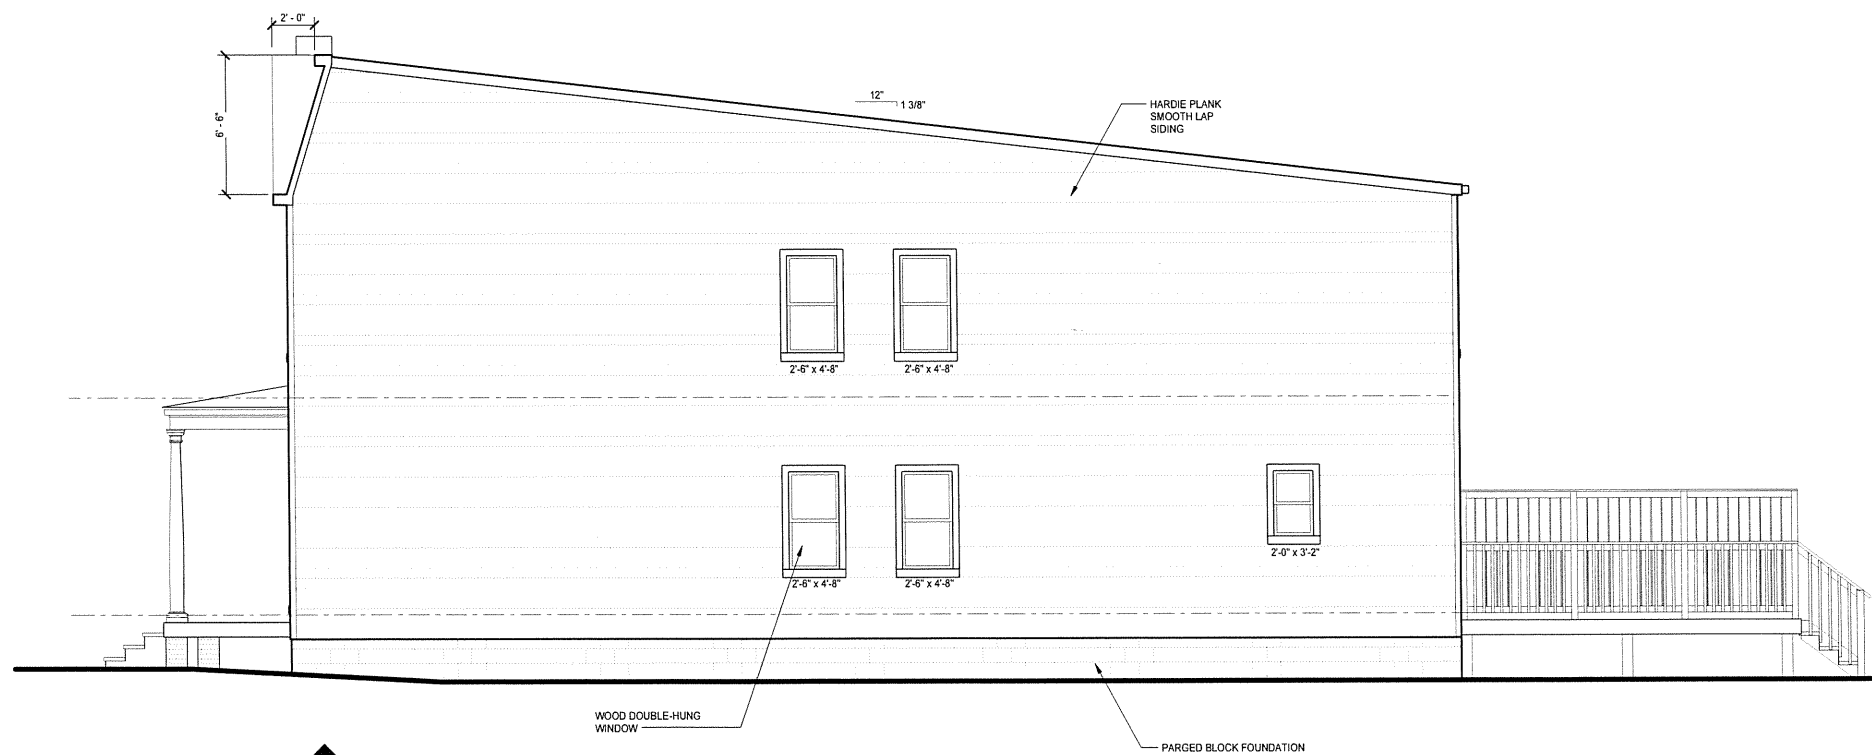 2' - 0"
6' - 6"
12"
1 3/8"
HARDIE PLANK
SMOOTH LAP
SIDING
2'-6" x 4'-8"
2'-6" x 4'-8"
2'-0" x 3'-2"
2'-6" x 4'-8"
2'-6" x 4'-8"
WOOD DOUBLE-HUNG
WINDOW
PARGED BLOCK FOUNDATION